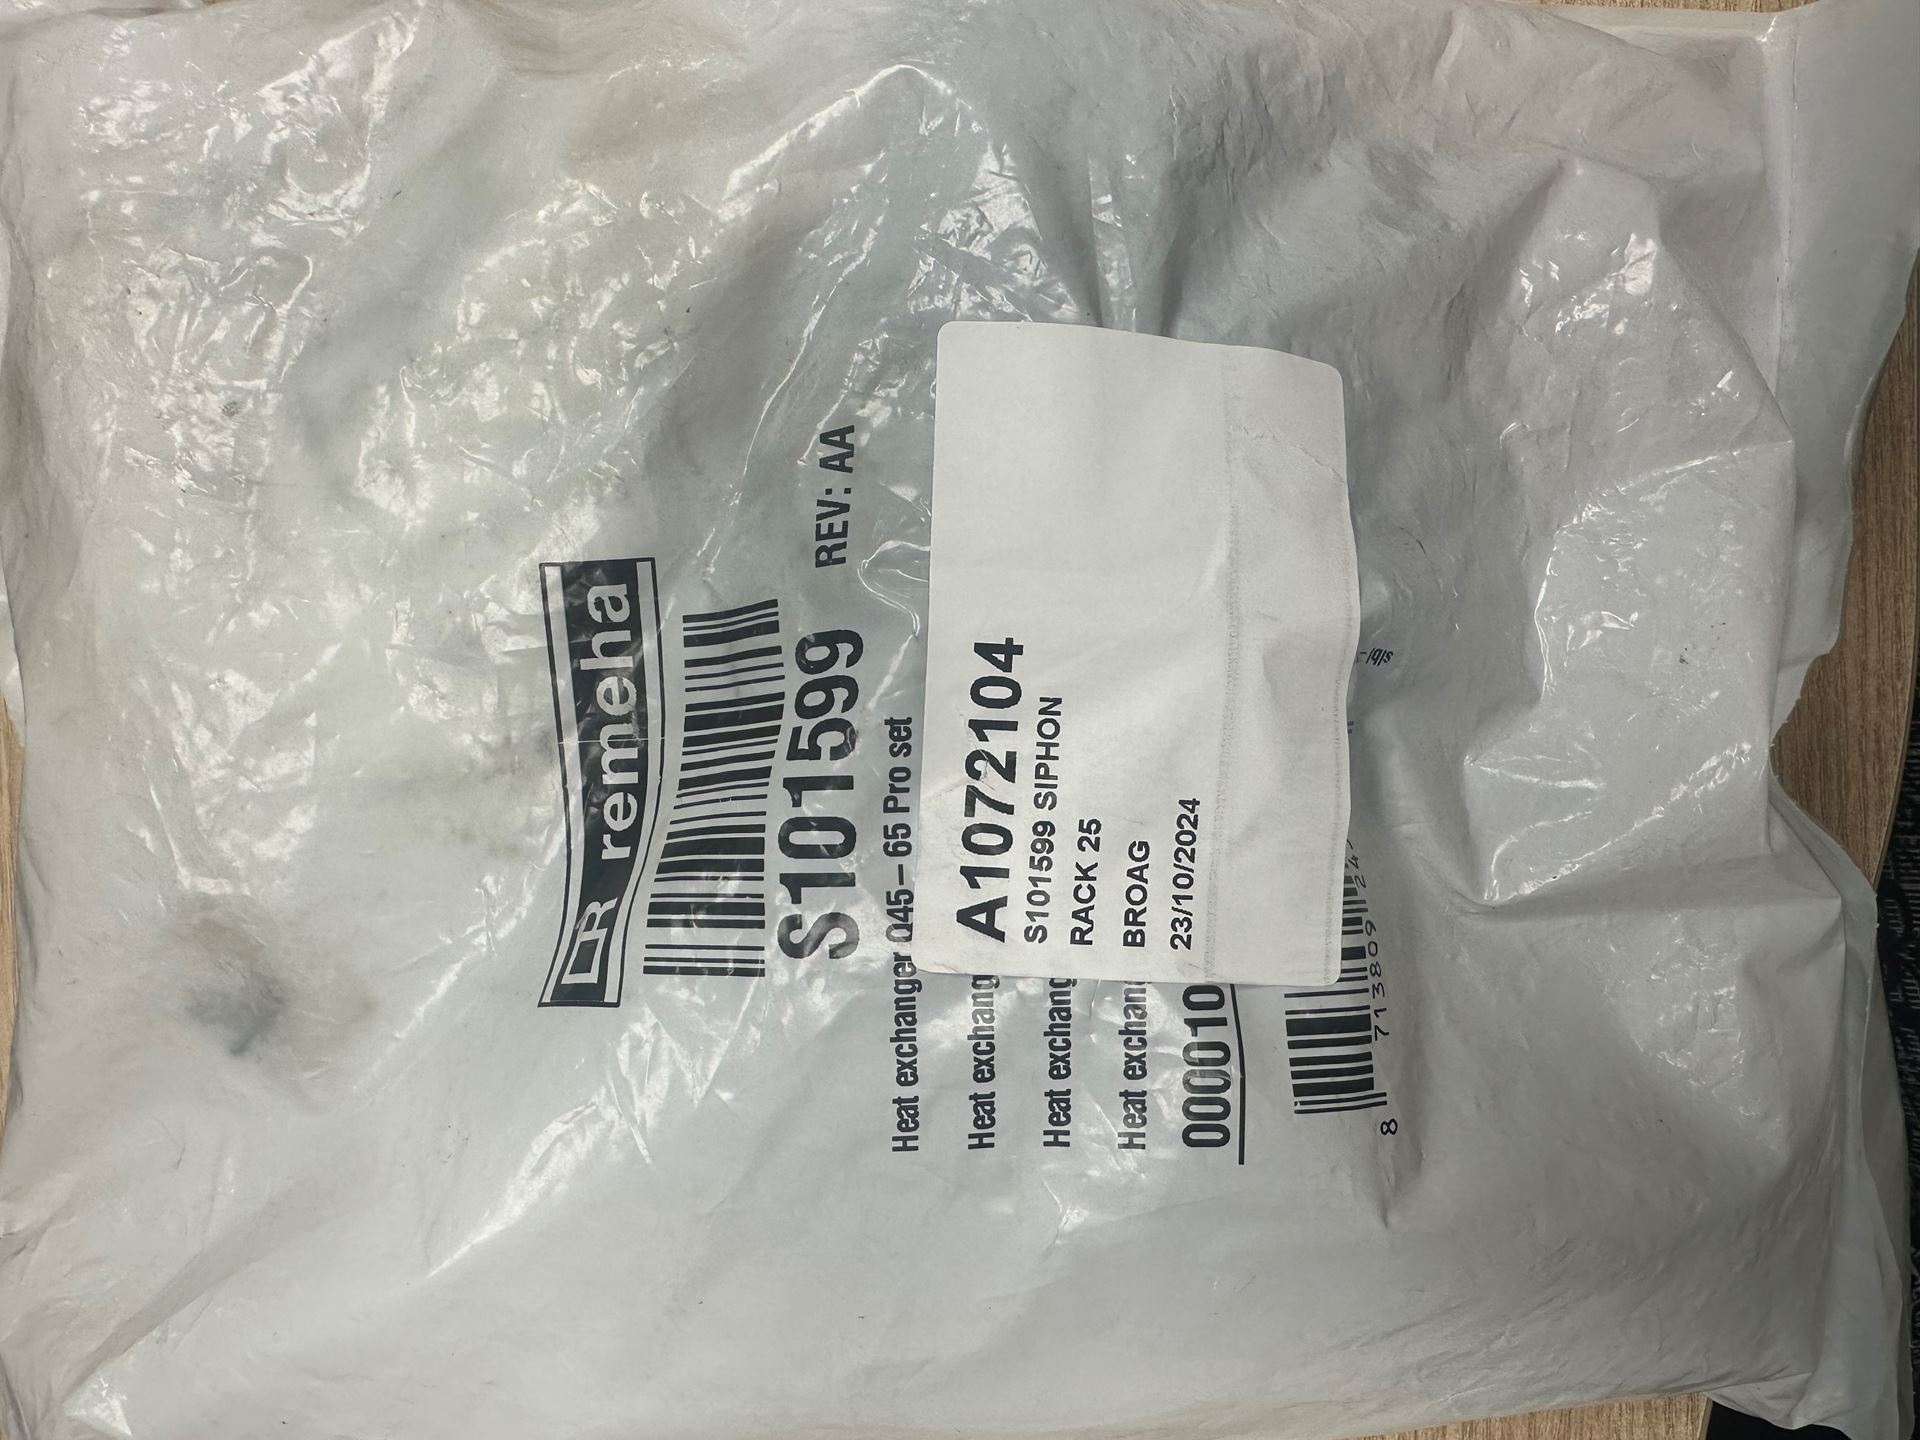 remeha
S101599 REV: AA
Heat exchanger Q45-65 Pro set
Heat exchang
Heat exchang
Heat exchan
000010
A1072104
S101599 SIPHON
RACK 25
BROAG
23/10/2024
8 713809